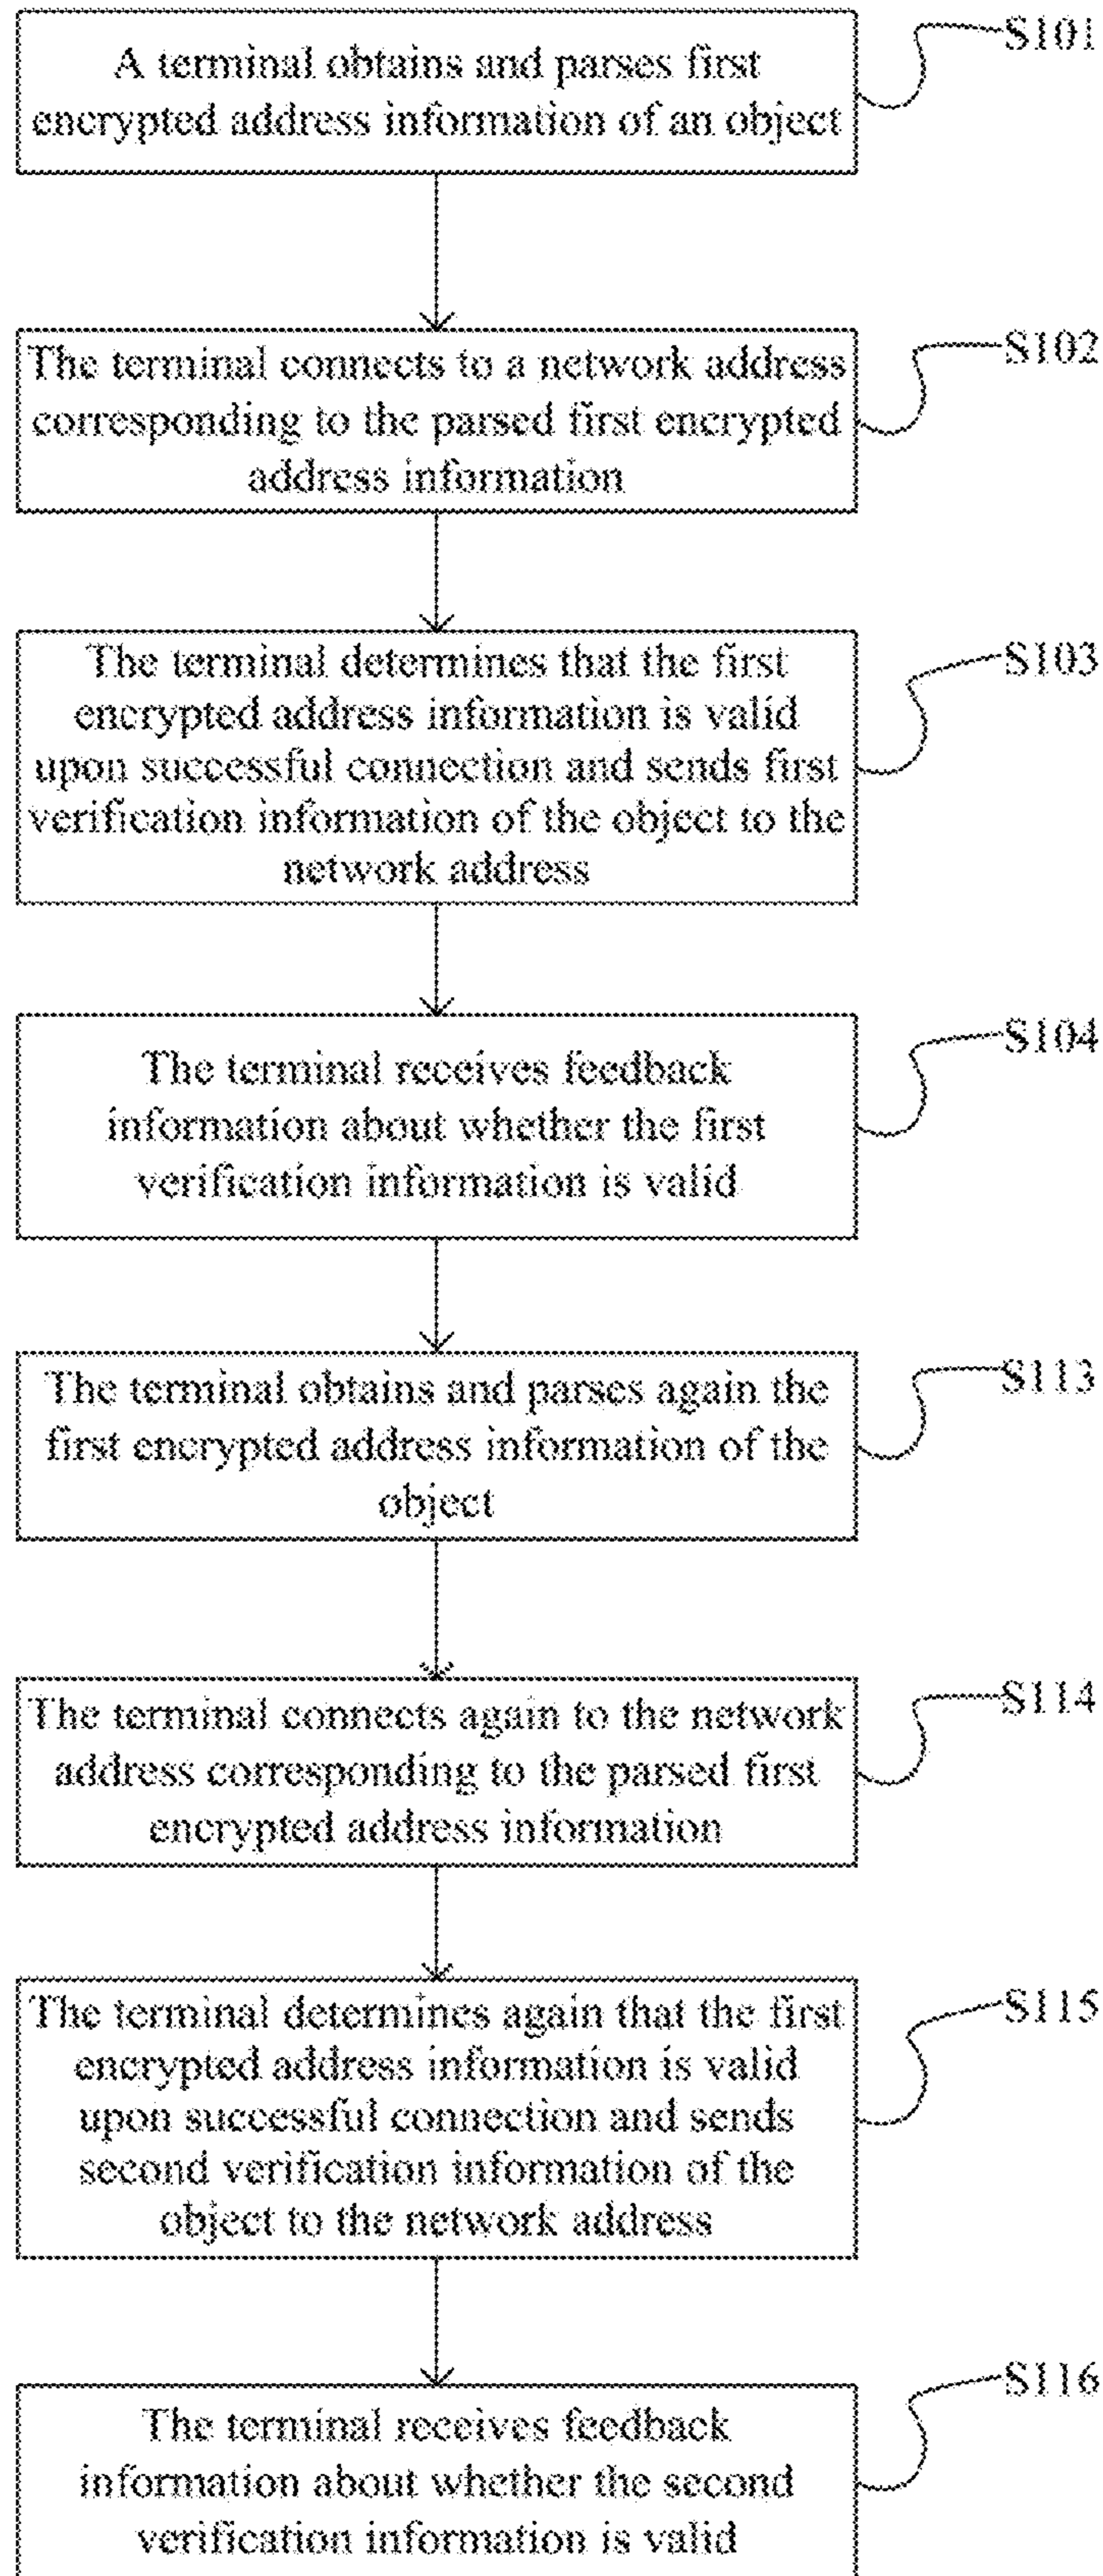 A terminal obtains and parses first
encrypted address information of an object
S101
The terminal connects to a network address
corresponding to the parsed first encrypted
address information
S102
The terminal determines that the first
encrypted address information is valid
upon successful connection and sends first
verification information of the object to the
network address
S103
The terminal receives feedback
information about whether the first
verification information is valid
S104
The terminal obtains and parses again the
first encrypted address information of the
object
S113
The terminal connects again to the network
address corresponding to the parsed first
encrypted address information
S114
The terminal determines again that the first
encrypted address information is valid
upon successful connection and sends
second verification information of the
object to the network address
S115
The terminal receives feedback
information about whether the second
verification information is valid
S116